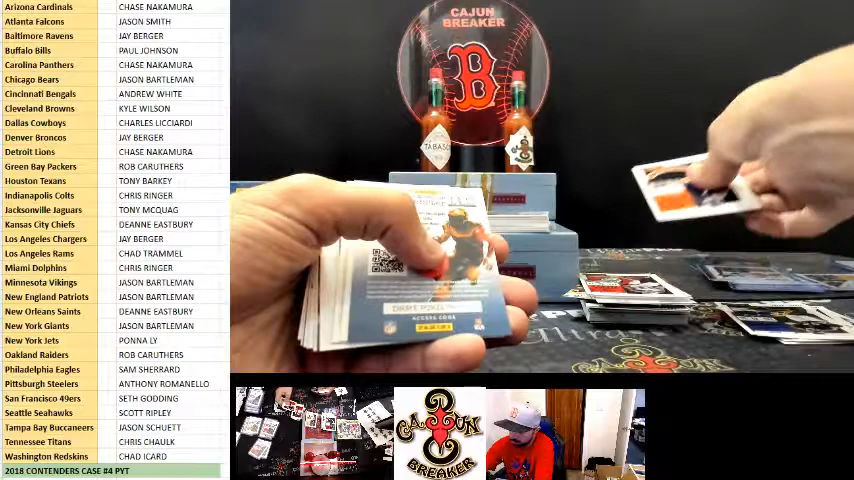 Arizona Cardinals CHASE NAKAMURA
Atlanta Falcons JASON SMITH
Baltimore Ravens JAY BERGER
Buffalo Bills PAUL JOHNSON
Carolina Panthers CHASE NAKAMURA
Chicago Bears JASON BARTLEMAN
Cincinnati Bengals ANDREW WHITE
Cleveland Browns KYLE WILSON
Dallas Cowboys CHARLES LICCIARDI
Denver Broncos JAY BERGER
Detroit Lions CHASE NAKAMURA
Green Bay Packers ROB CARUTHERS
Houston Texans TONY BARKEY
Indianapolis Colts CHRIS RINGER
Jacksonville Jaguars TONY MCQUAG
Kansas City Chiefs DEANNE EASTBURY
Los Angeles Chargers JAY BERGER
Los Angeles Rams CHAD TRAMMEL
Miami Dolphins CHRIS RINGER
Minnesota Vikings JASON BARTLEMAN
New England Patriots JASON BARTLEMAN
New Orleans Saints DEANNE EASTBURY
New York Giants JASON BARTLEMAN
New York Jets PONNA LY
Oakland Raiders ROB CARUTHERS
Philadelphia Eagles SAM SHERRARD
Pittsburgh Steelers ANTHONY ROMANELLO
San Francisco 49ers SETH GODDING
Seattle Seahawks SCOTT RIPLEY
Tampa Bay Buccaneers JASON SCHUETT
Tennessee Titans CHRIS CHAULK
Washington Redskins CHAD ICARD
2018 CONTENDERS CASE #4 PYT
CAJUN
BREAKER
B
ACCESS CODE
PANINI
CAJUN
BREAKER